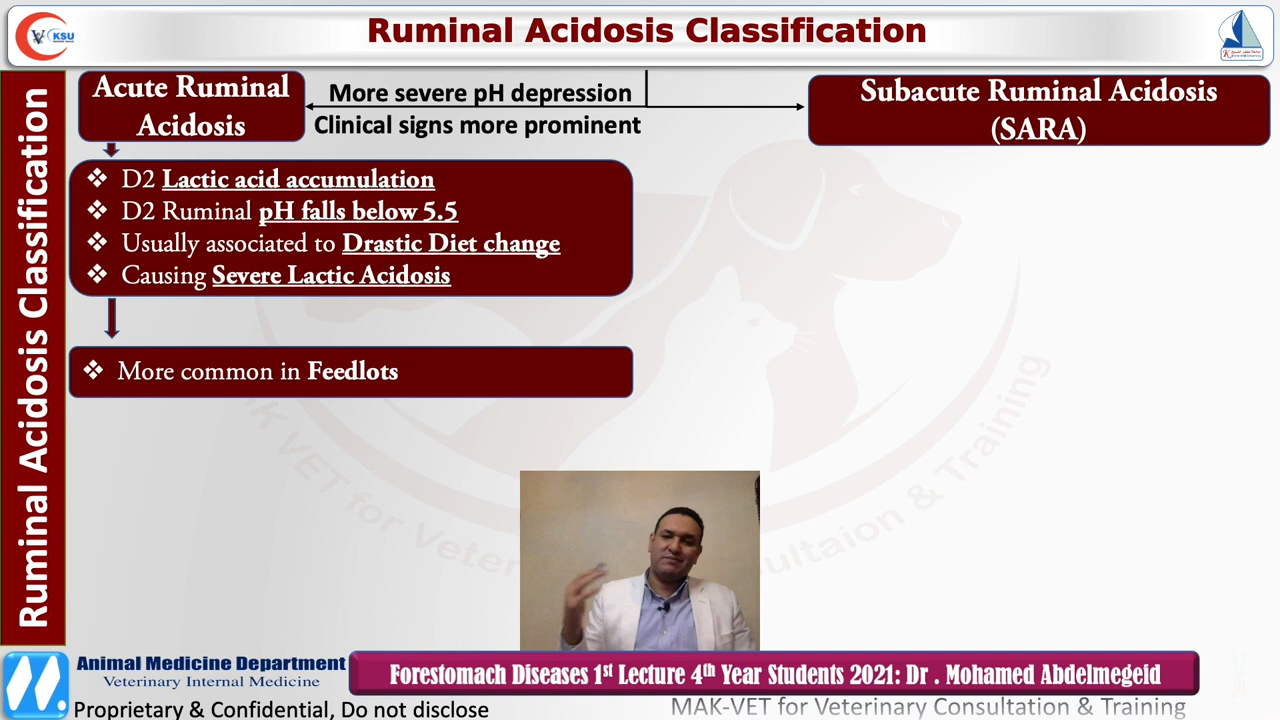 Ruminal Acidosis Classification
KSU
Ruminal Acidosis Classification
Acute Ruminal
Acidosis
More severe pH depression
Clinical signs more prominent
Subacute Ruminal Acidosis
(SARA)
❖ D2 Lactic acid accumulation
❖ D2 Ruminal pH falls below 5.5
❖ Usually associated to Drastic Diet change
❖ Causing Severe Lactic Acidosis
❖ More common in Feedlots
Animal Medicine Department
Veterinary Internal Medicine
Forestomach Diseases 1st Lecture 4th Year Students 2021: Dr . Mohamed Abdelmegeid
Proprietary & Confidential, Do not disclose
MAK-VET for Veterinary Consultation & Training